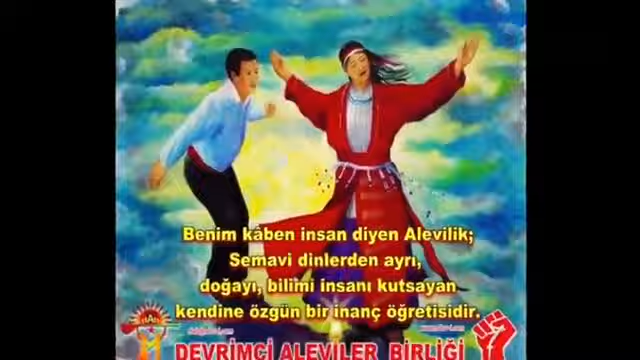 Benim kâben insan diyen Alevilik;
Semavi dinlerden ayrı,
doğayı, bilimi insanı kutsayan
kendine özgün bir inanç öğretisidir.
DEVRİMCİ ALEVİLER BİRLİĞİ